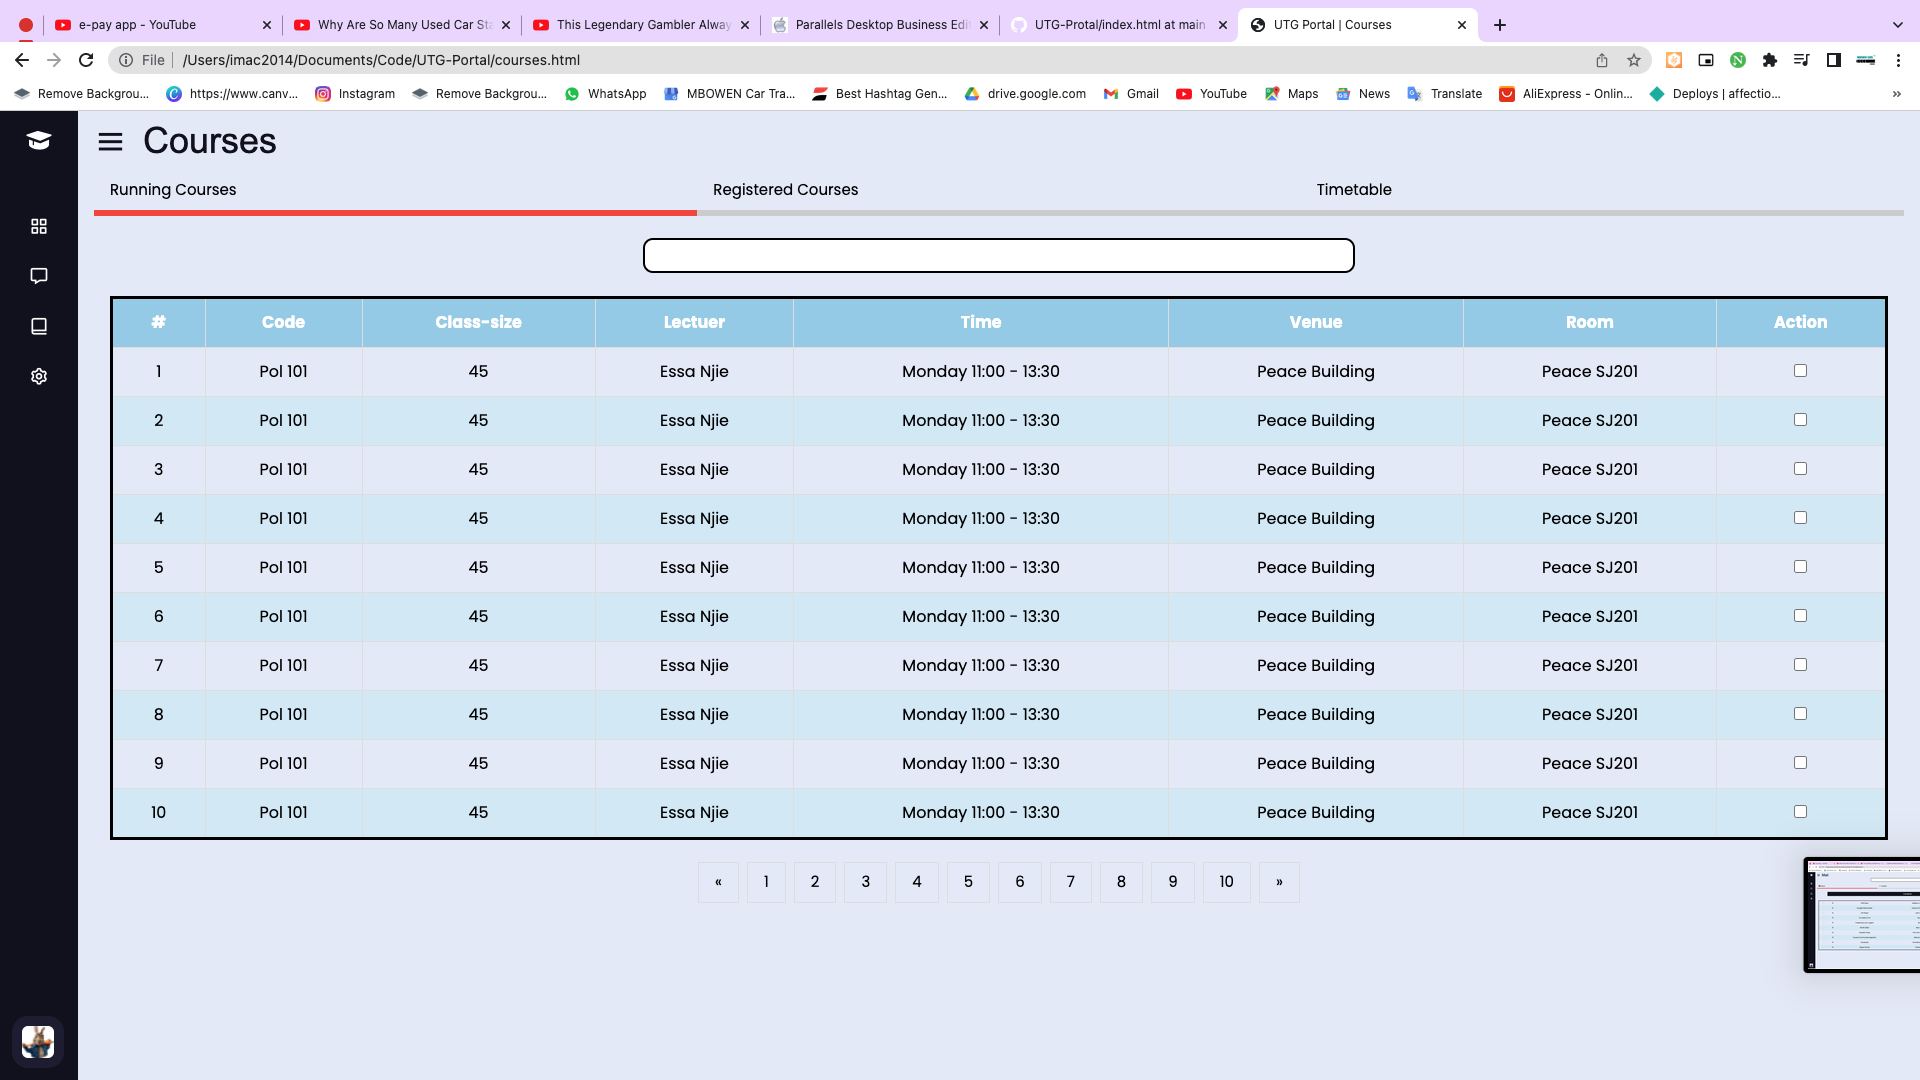 e-pay app - YouTube
Why Are So Many Used Car Sta
This Legendary Gambler Alway
Parallels Desktop Business Edi
UTG-Protal/index.html at main
UTG Portal | Courses
File /Users/imac2014/Documents/Code/UTG-Portal/courses.html
Remove Backgrou...
https://www.canv...
Instagram
Remove Backgrou...
WhatsApp
MBOWEN Car Tra...
Best Hashtag Gen...
drive.google.com
Gmail
YouTube
Maps
News
Translate
AliExpress - Onlin...
Deploys | affectio...
»
Courses
Running Courses Registered Courses Timetable
# Code Class-size Lectuer Time Venue Room Action
1 Pol 101 45 Essa Njie Monday 11:00 - 13:30 Peace Building Peace SJ201
2 Pol 101 45 Essa Njie Monday 11:00 - 13:30 Peace Building Peace SJ201
3 Pol 101 45 Essa Njie Monday 11:00 - 13:30 Peace Building Peace SJ201
4 Pol 101 45 Essa Njie Monday 11:00 - 13:30 Peace Building Peace SJ201
5 Pol 101 45 Essa Njie Monday 11:00 - 13:30 Peace Building Peace SJ201
6 Pol 101 45 Essa Njie Monday 11:00 - 13:30 Peace Building Peace SJ201
7 Pol 101 45 Essa Njie Monday 11:00 - 13:30 Peace Building Peace SJ201
8 Pol 101 45 Essa Njie Monday 11:00 - 13:30 Peace Building Peace SJ201
9 Pol 101 45 Essa Njie Monday 11:00 - 13:30 Peace Building Peace SJ201
10 Pol 101 45 Essa Njie Monday 11:00 - 13:30 Peace Building Peace SJ201
« 1 2 3 4 5 6 7 8 9 10 »